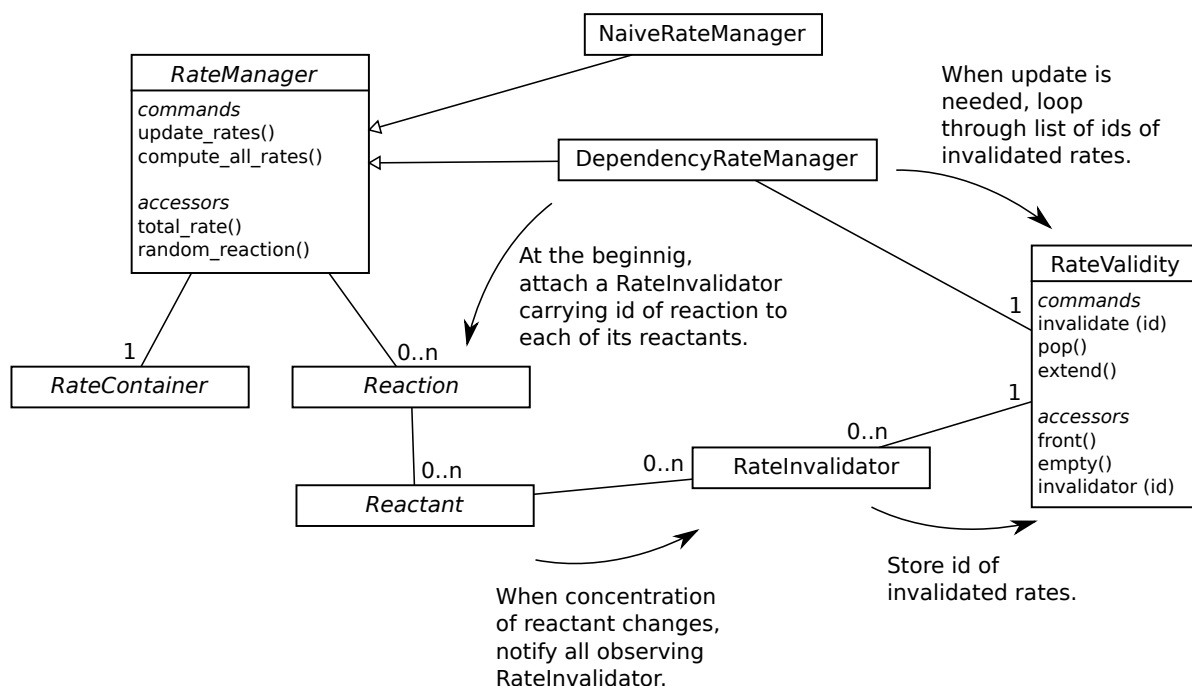 NaiveRateManager
RateManager
commands
update_rates()
compute_all_rates()
accessors
total_rate()
random_reaction()
When update is
needed, loop
through list of ids of
invalidated rates.
DependencyRateManager
At the beginnig,
attach a RateInvalidator
carrying id of reaction to
each of its reactants.
RateValidity
commands
invalidate (id)
pop()
extend()
accessors
front()
empty()
invalidator (id)
1
1
1
0..n
RateContainer
Reaction
0..n
0..n
0..n
RateInvalidator
Reactant
Store id of
invalidated rates.
When concentration
of reactant changes,
notify all observing
RateInvalidator.